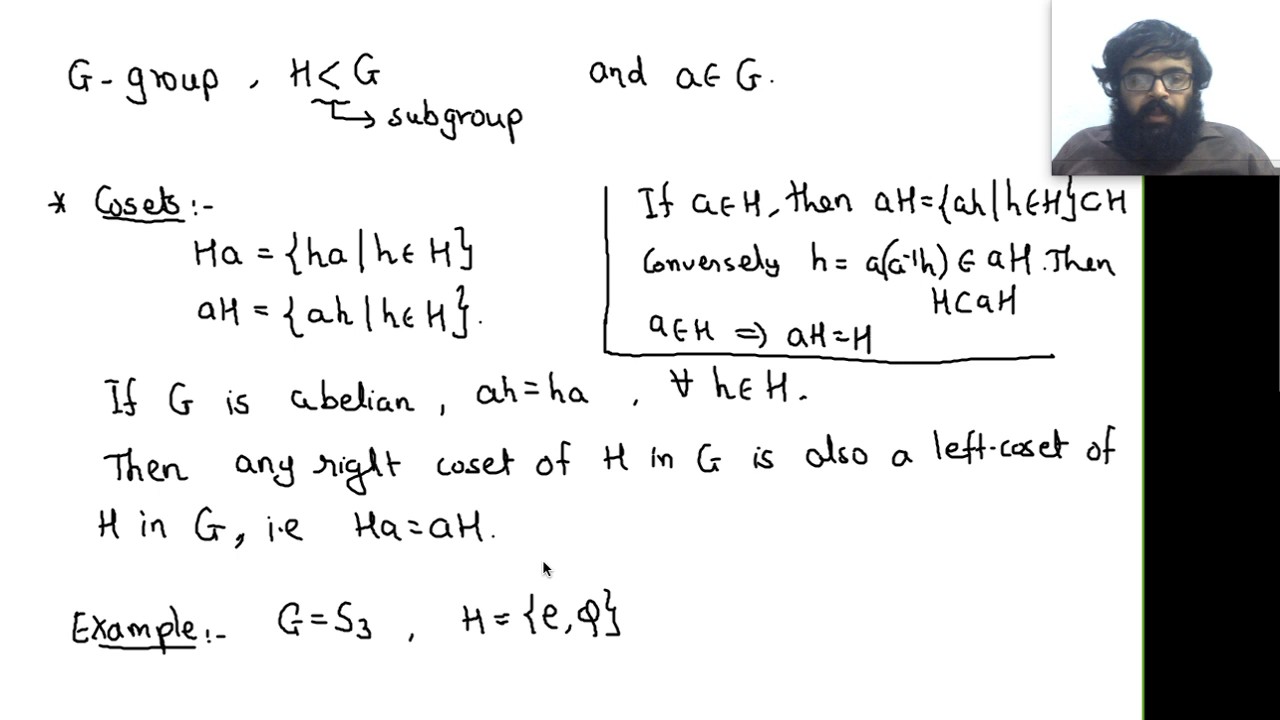 G - group , H < G and a ∈ G.
↳ subgroup
* Cosets :-
Ha = {ha | h ∈ H}
aH = {ah | h ∈ H}.
If a ∈ H, then aH = {ah | h ∈ H} ⊂ H
Conversely h = a(a⁻¹h) ∈ aH. Then
H ⊂ aH
a ∈ H ⇒ aH = H
If G is abelian , ah = ha , ∀ h ∈ H.
Then any right coset of H in G is also a left-coset of
H in G, i.e Ha = aH.
Example :- G = S₃ , H = {e, φ}